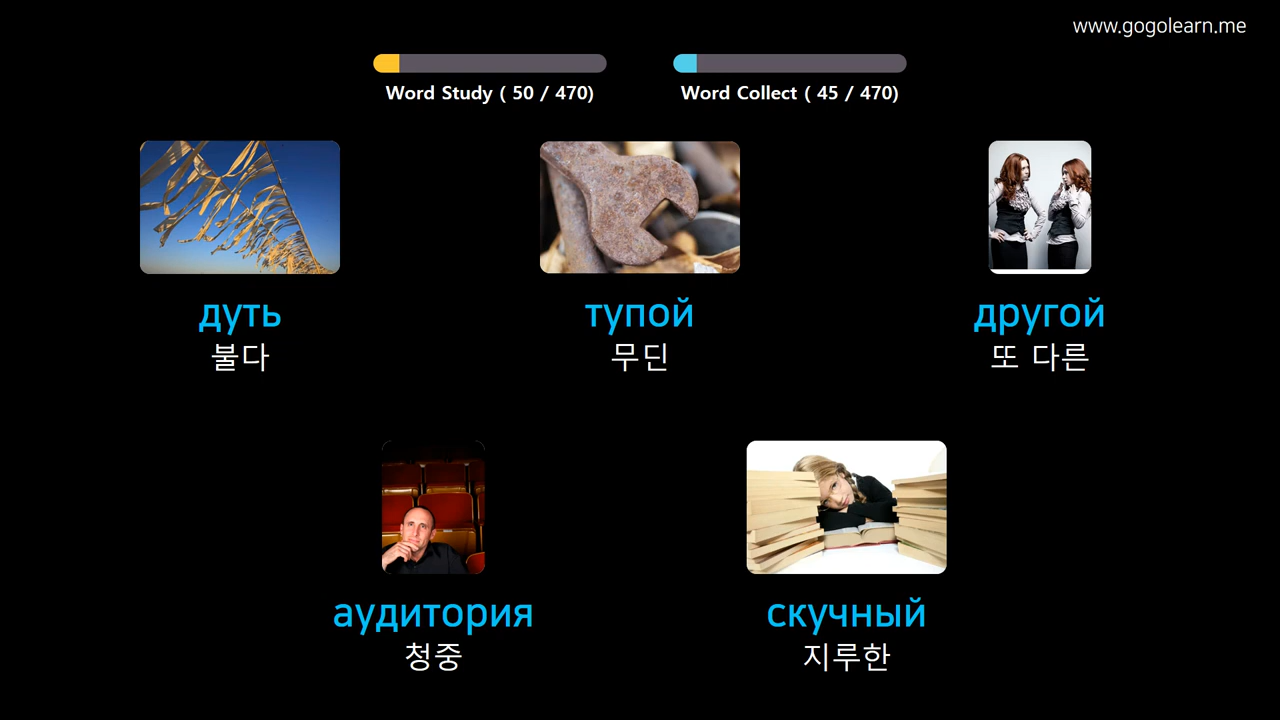 www.gogolearn.me
Word Study ( 50 / 470)
Word Collect ( 45 / 470)
дуть
불다
тупой
무딘
другой
또 다른
аудитория
청중
скучный
지루한